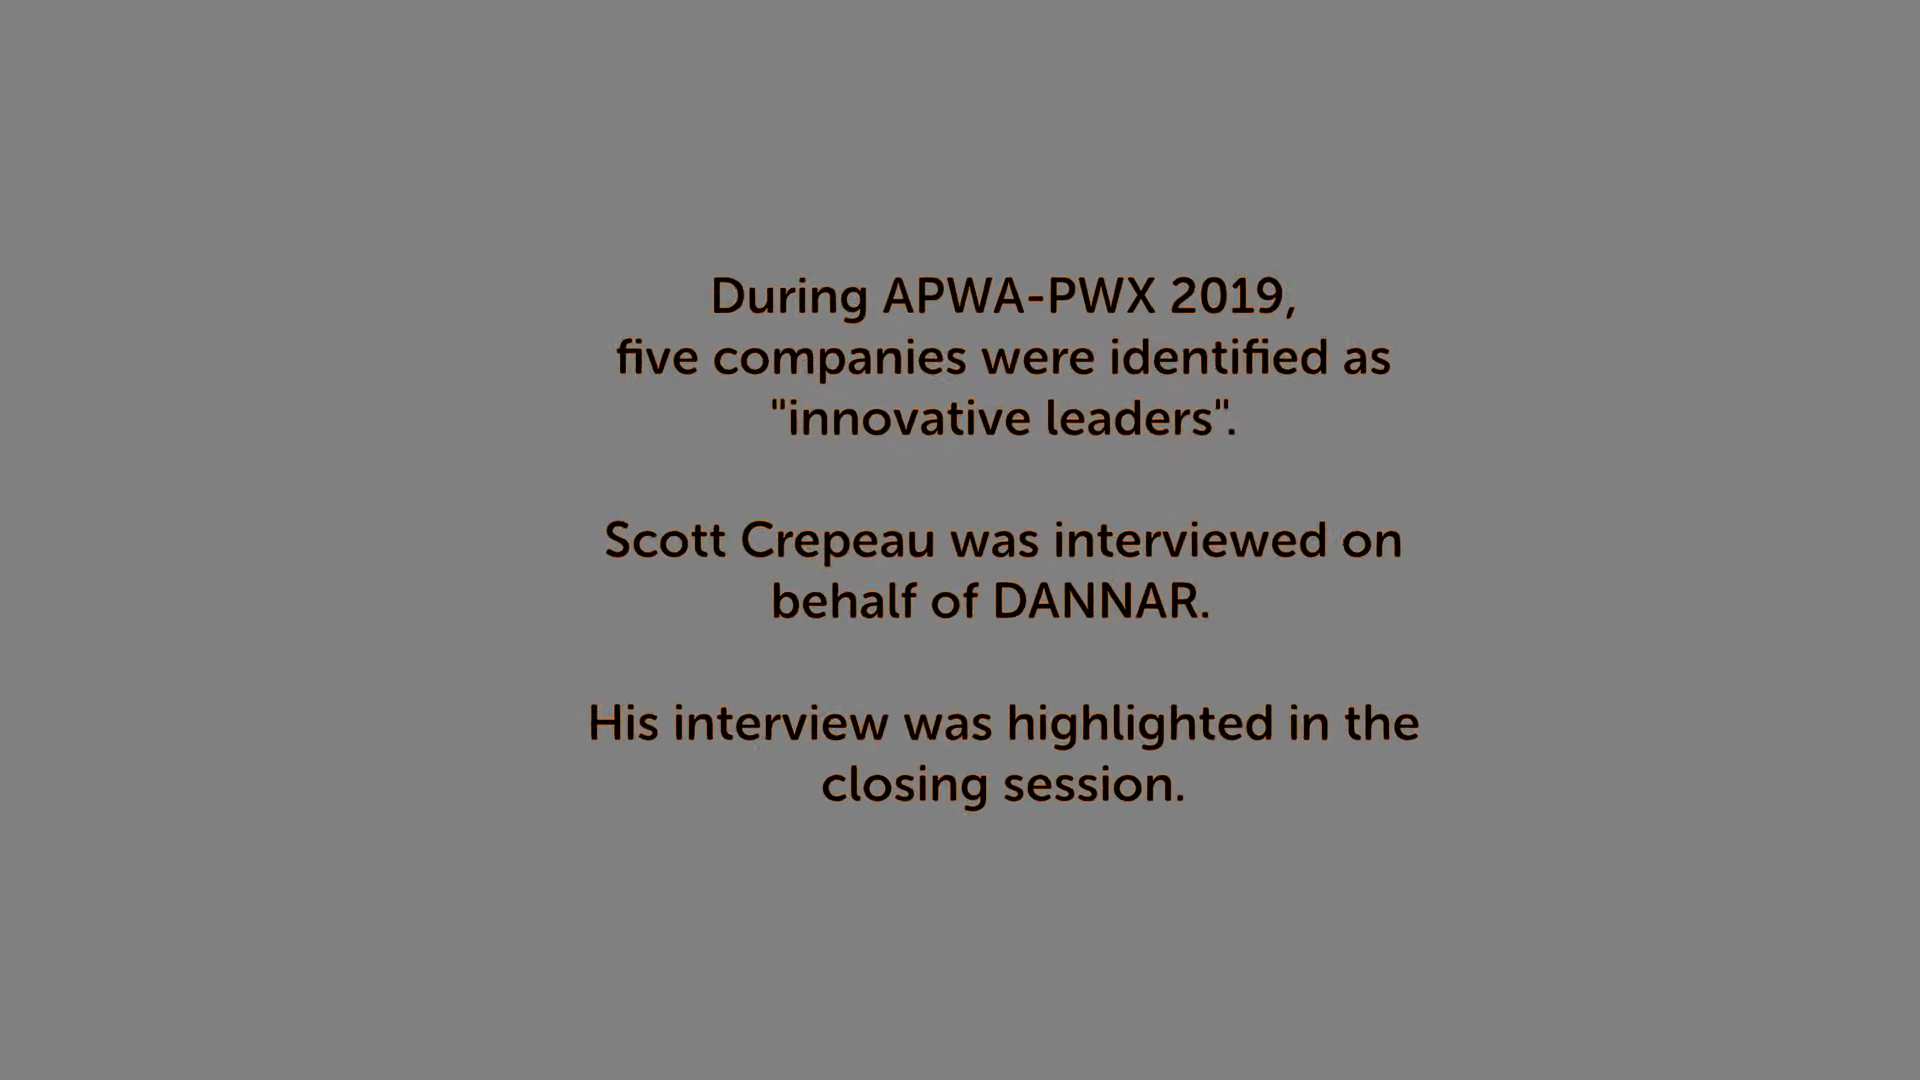 During APWA-PWX 2019,
five companies were identified as
"innovative leaders".
Scott Crepeau was interviewed on
behalf of DANNAR.
His interview was highlighted in the
closing session.